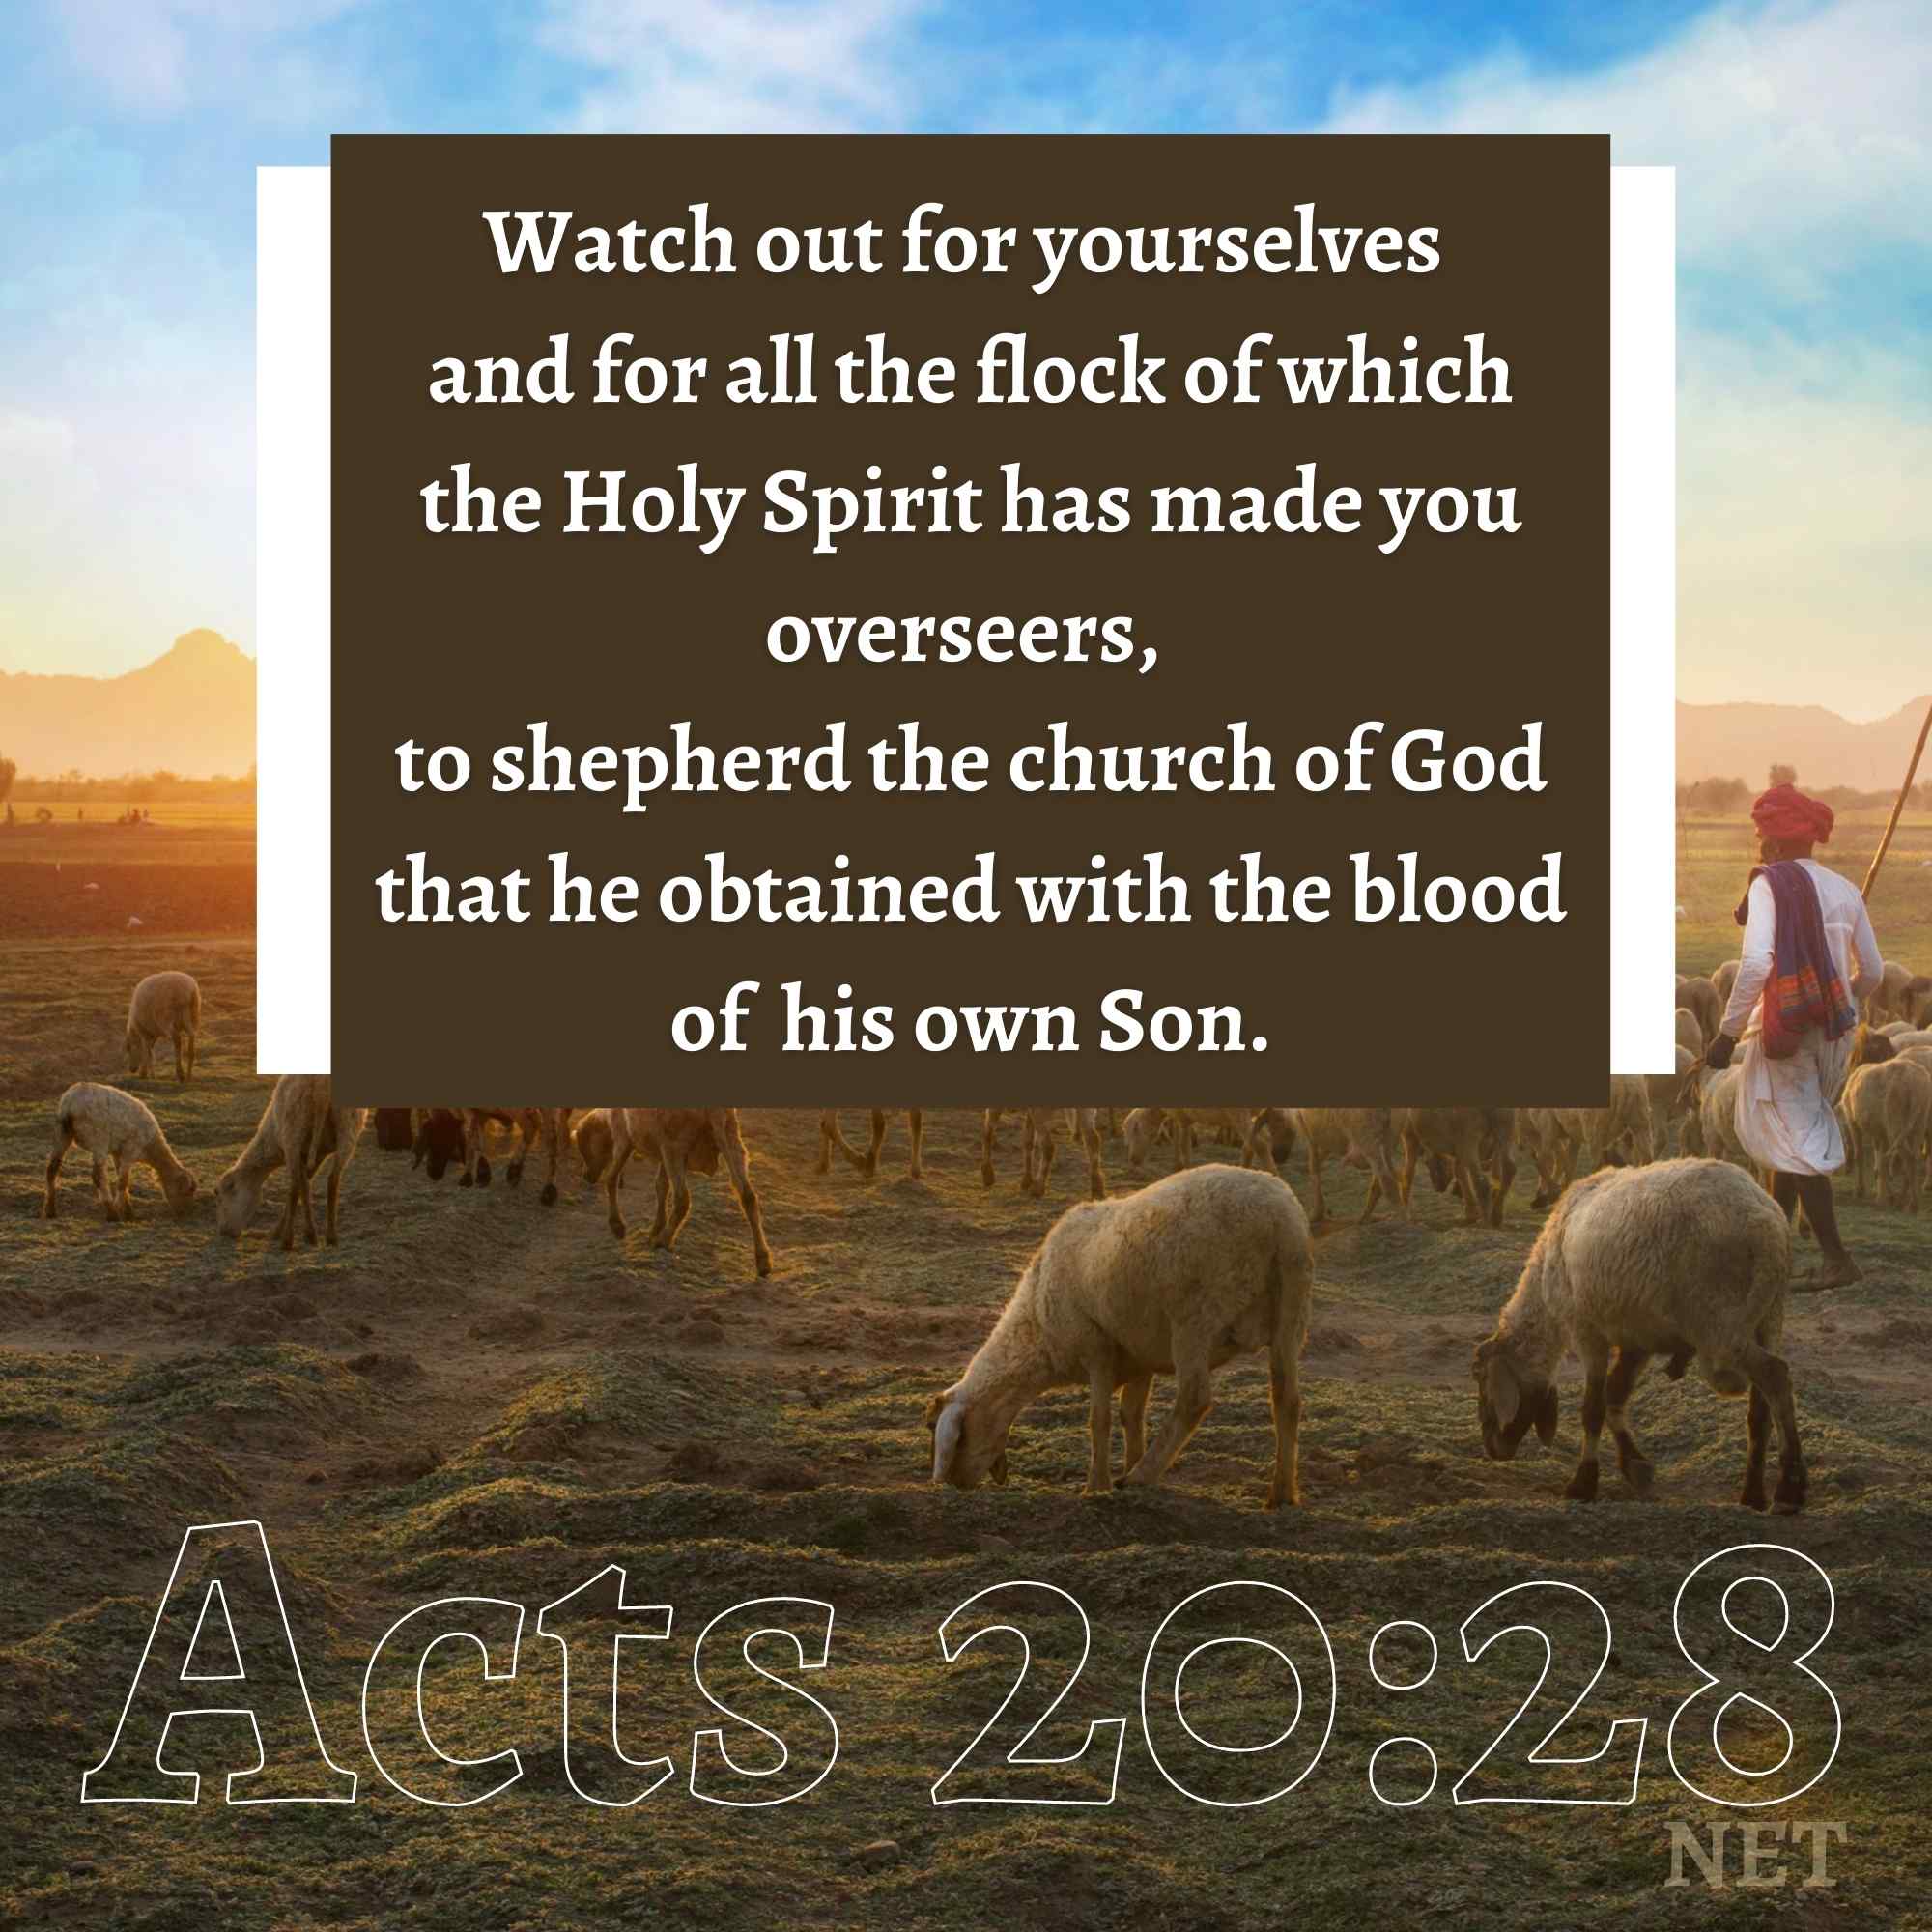 Watch out for yourselves
and for all the flock of which
the Holy Spirit has made you
overseers,
to shepherd the church of God
that he obtained with the blood
of his own Son.
Acts 20:28
NET